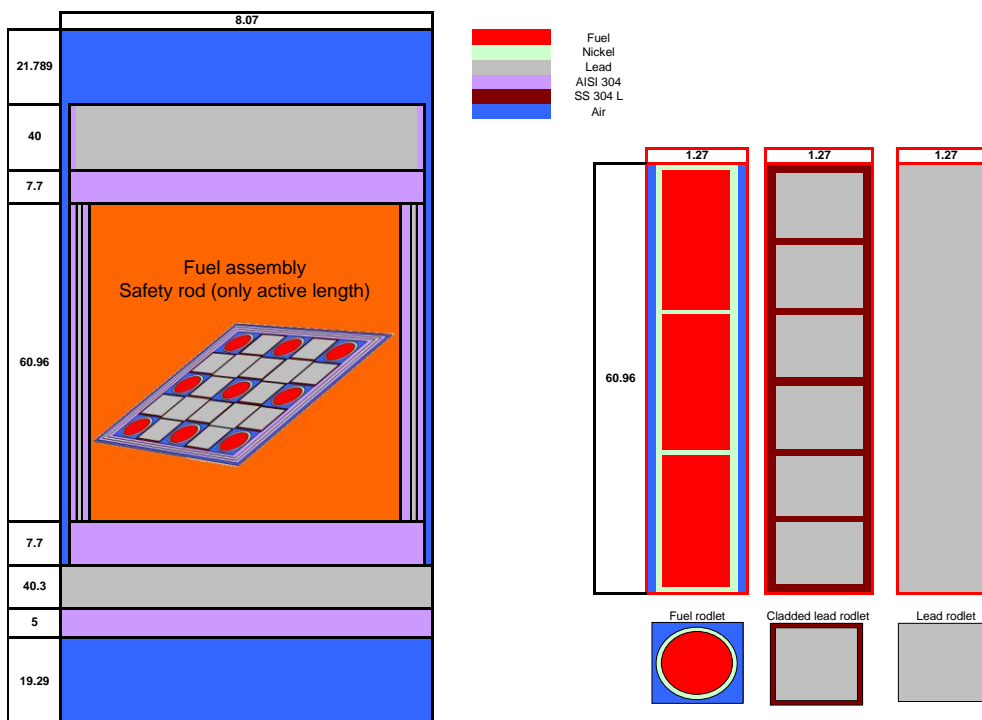 8.07
21.789
40
7.7
60.96
7.7
40.3
5
19.29
Fuel assembly
Safety rod (only active length)
Fuel
Nickel
Lead
AISI 304
SS 304 L
Air
1.27
1.27
1.27
60.96
Fuel rodlet
Cladded lead rodlet
Lead rodlet